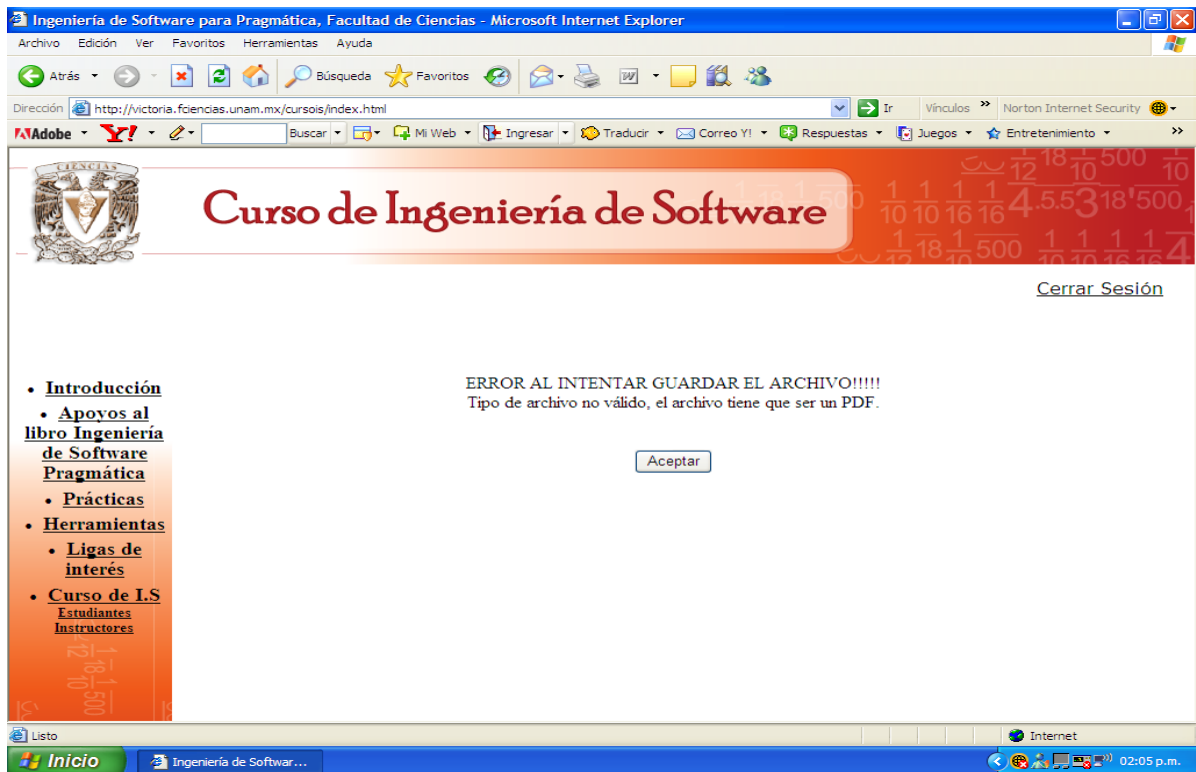 Ingeniería de Software para Pragmática, Facultad de Ciencias - Microsoft Internet Explorer
Archivo Edición Ver Favoritos Herramientas Ayuda
Atrás Búsqueda Favoritos
Dirección http://victoria.fciencias.unam.mx/cursois/index.html Ir Vínculos » Norton Internet Security
Adobe Y! Buscar Mi Web Ingresar Traducir Correo Y! Respuestas Juegos Entretenimiento »
CIENCIAS
Curso de Ingeniería de Software
Cerrar Sesión
ERROR AL INTENTAR GUARDAR EL ARCHIVO!!!!!
Tipo de archivo no válido, el archivo tiene que ser un PDF.
Aceptar
• Introducción
• Apoyos al
libro Ingeniería
de Software
Pragmática
• Prácticas
• Herramientas
• Ligas de
interés
• Curso de I.S
Estudiantes
Instructores
Listo Internet
Inicio Ingeniería de Softwar... 02:05 p.m.